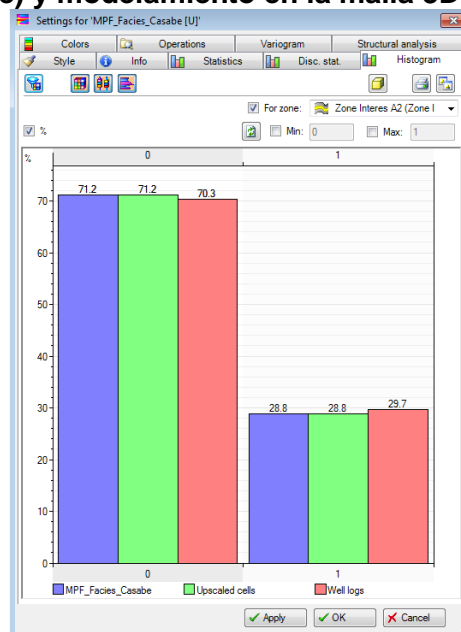 y modelamiento en la malla 3D
Settings for 'MPF_Facies_Casabe [U]'
Colors Operations Variogram Structural analysis
Style Info Statistics Disc. stat. Histogram
For zone: Zone Interes A2 (Zone I
% Min: 0 Max: 1
% 0 1
71.2 71.2 70.3
28.8 28.8 29.7
70
60
50
40
30
20
10
0
0 1
MPF_Facies_Casabe Upscaled cells Well logs
Apply OK Cancel